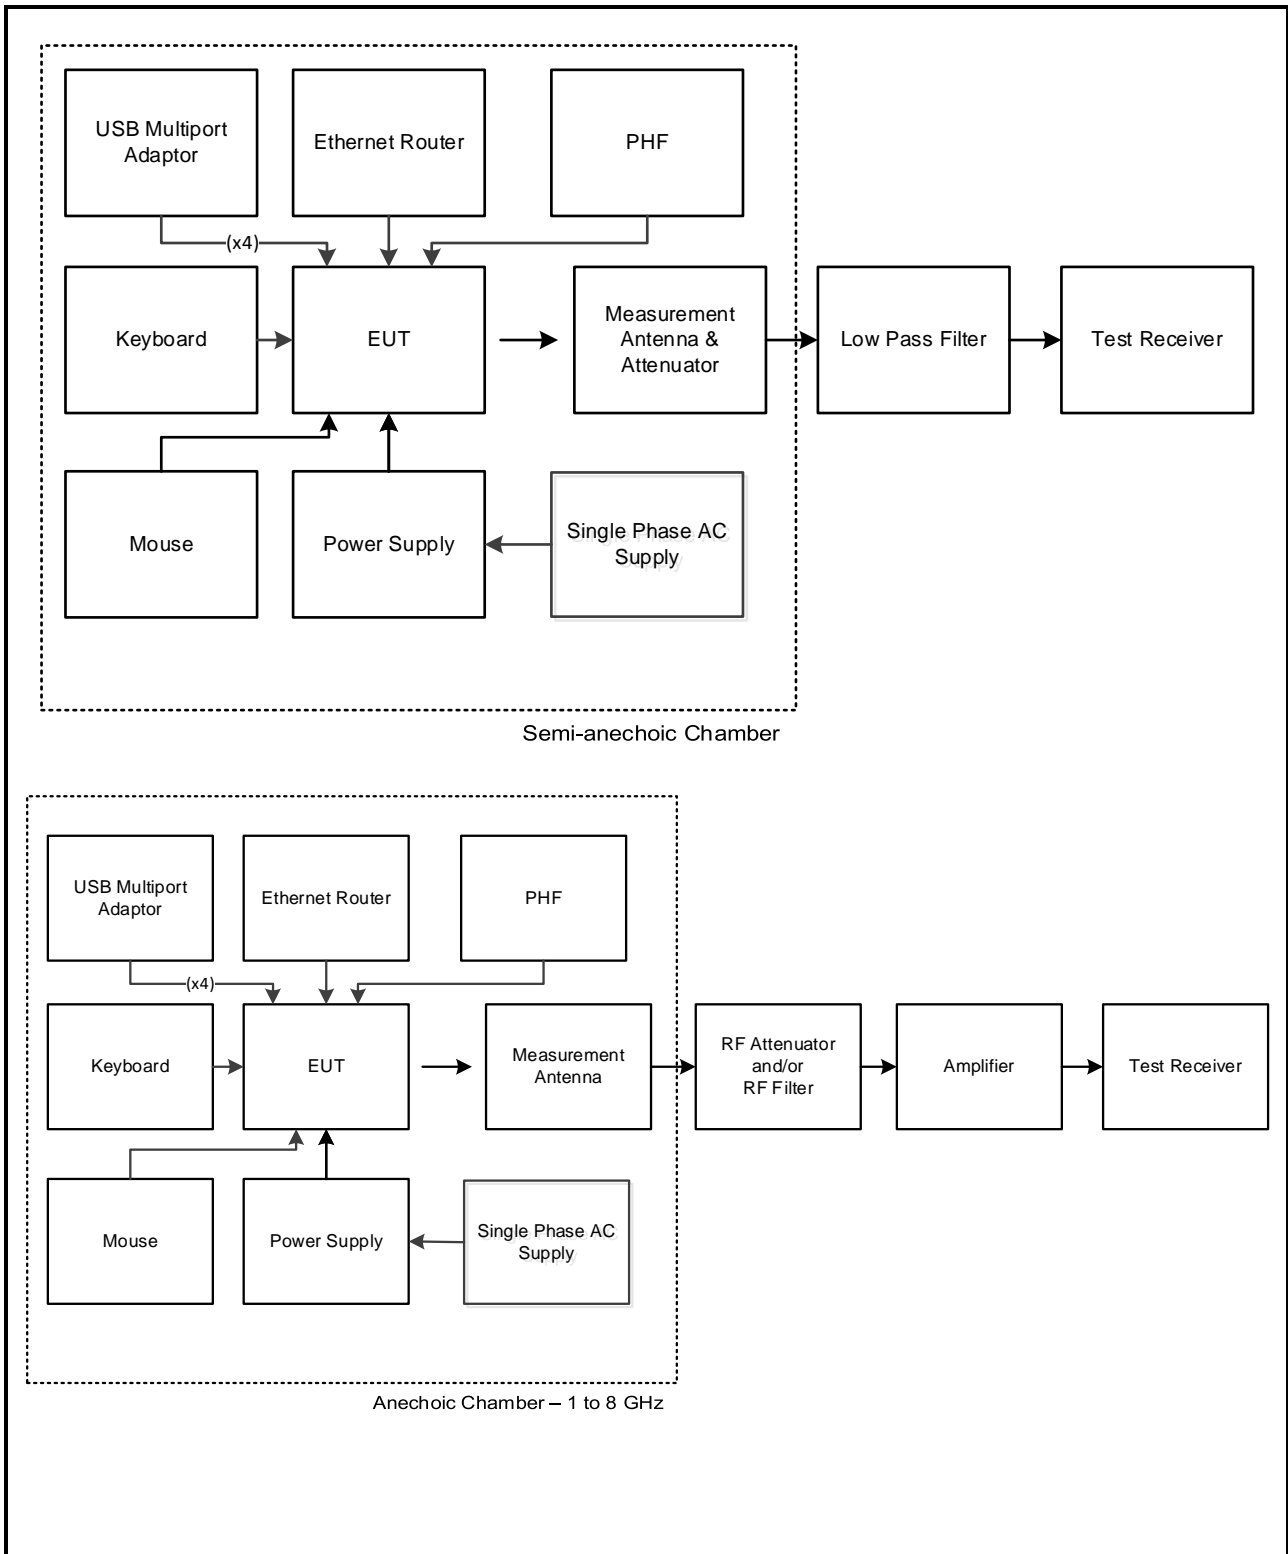 USB Multiport
Adaptor
Ethernet Router
PHF
(x4)
Keyboard
EUT
Measurement
Antenna &
Attenuator
Low Pass Filter
Test Receiver
Mouse
Power Supply
Single Phase AC
Supply
Semi-anechoic Chamber
USB Multiport
Adaptor
Ethernet Router
PHF
(x4)
Keyboard
EUT
Measurement
Antenna
RF Attenuator
and/or
RF Filter
Amplifier
Test Receiver
Mouse
Power Supply
Single Phase AC
Supply
Anechoic Chamber – 1 to 8 GHz